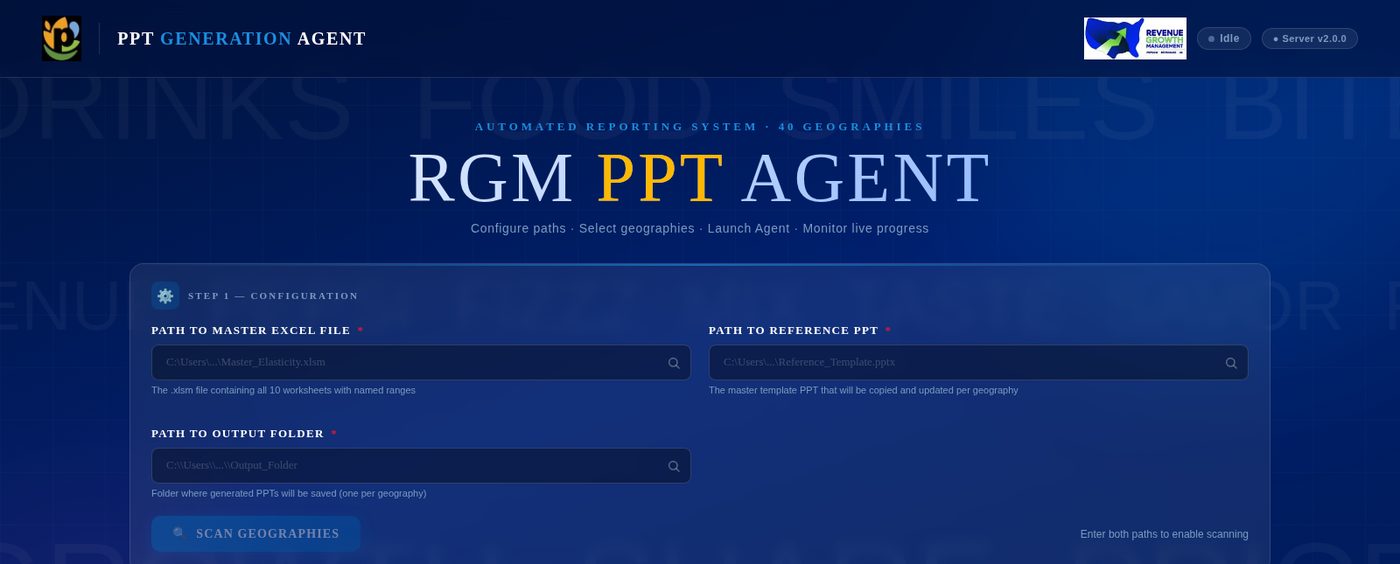 PPT GENERATION AGENT
REVENUE
GROWTH
MANAGEMENT
Idle
● Server v2.0.0
DRINKS FOOD SMILES
AUTOMATED REPORTING SYSTEM · 40 GEOGRAPHIES
RGM PPT AGENT
Configure paths · Select geographies · Launch Agent · Monitor live progress
STEP 1 — CONFIGURATION
PATH TO MASTER EXCEL FILE *
C:\Users\...\Master_Elasticity.xlsm
The .xlsm file containing all 10 worksheets with named ranges
PATH TO REFERENCE PPT *
C:\Users\...\Reference_Template.pptx
The master template PPT that will be copied and updated per geography
PATH TO OUTPUT FOLDER *
C:\\Users\\...\\Output_Folder
Folder where generated PPTs will be saved (one per geography)
SCAN GEOGRAPHIES
Enter both paths to enable scanning